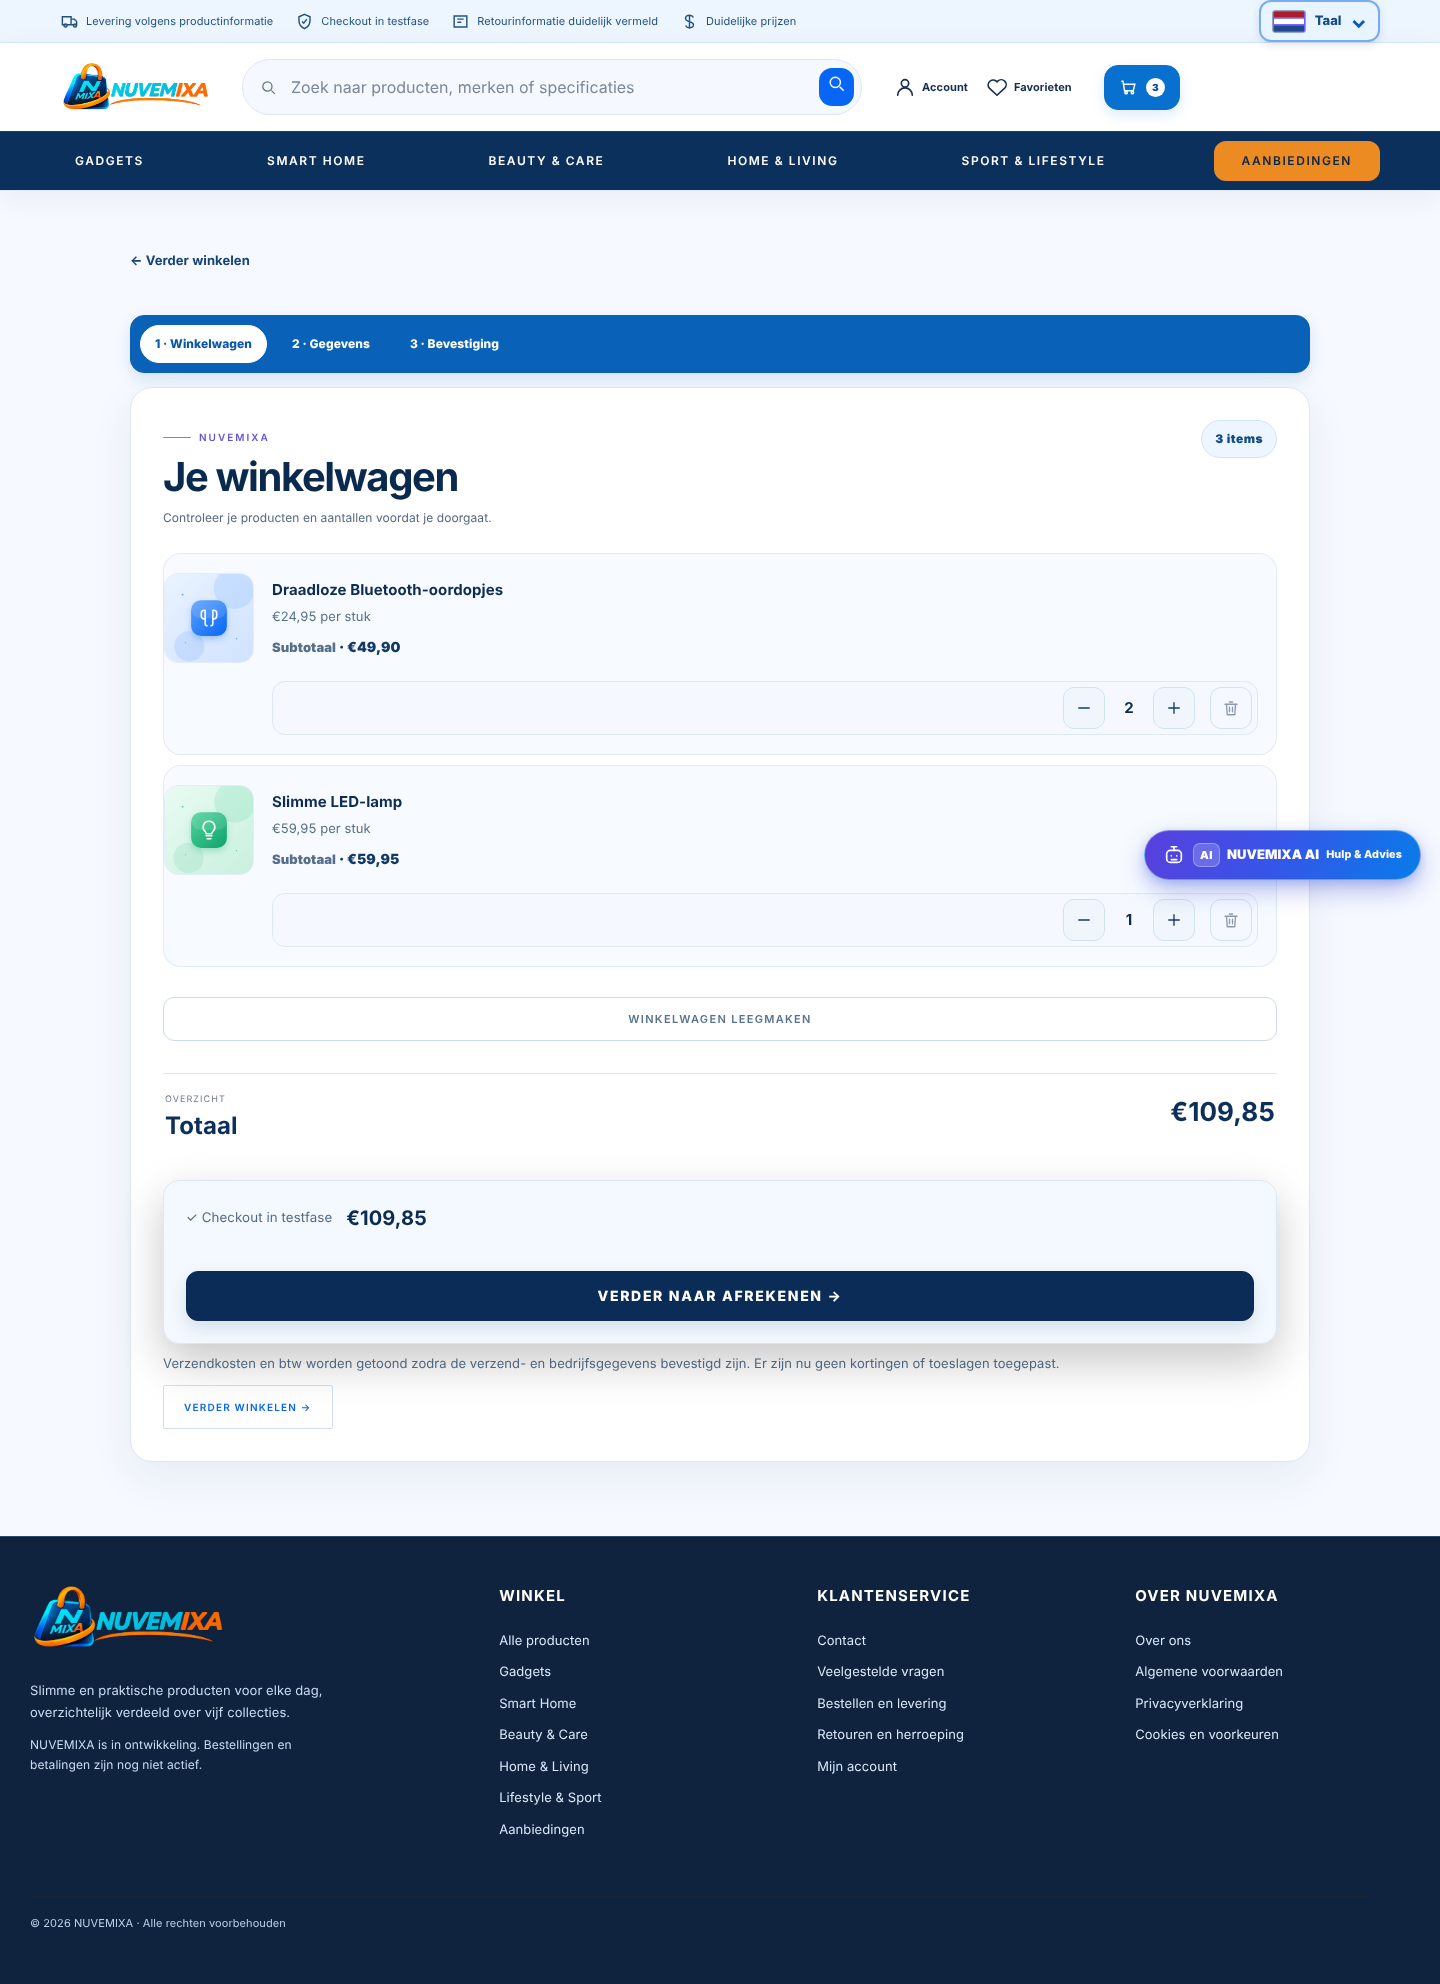 Levering volgens productinformatie
Checkout in testfase
Retourinformatie duidelijk vermeld
Duidelijke prijzen
Taal
N
MIXA
NUVEMIXA
Zoek naar producten, merken of specificaties
Account
Favorieten
3
GADGETS
SMART HOME
BEAUTY & CARE
HOME & LIVING
SPORT & LIFESTYLE
AANBIEDINGEN
← Verder winkelen
1 · Winkelwagen
2 · Gegevens
3 · Bevestiging
NUVEMIXA
3 items
Je winkelwagen
Controleer je producten en aantallen voordat je doorgaat.
Draadloze Bluetooth-oordopjes
€24,95 per stuk
Subtotaal · €49,90
− 2 +
Slimme LED-lamp
€59,95 per stuk
Subtotaal · €59,95
AI NUVEMIXA AI Hulp & Advies
− 1 +
WINKELWAGEN LEEGMAKEN
OVERZICHT
Totaal
€109,85
✓ Checkout in testfase €109,85
VERDER NAAR AFREKENEN →
Verzendkosten en btw worden getoond zodra de verzend- en bedrijfsgegevens bevestigd zijn. Er zijn nu geen kortingen of toeslagen toegepast.
VERDER WINKELEN →
N
MIXA
NUVEMIXA
Slimme en praktische producten voor elke dag,
overzichtelijk verdeeld over vijf collecties.
NUVEMIXA is in ontwikkeling. Bestellingen en
betalingen zijn nog niet actief.
WINKEL
Alle producten
Gadgets
Smart Home
Beauty & Care
Home & Living
Lifestyle & Sport
Aanbiedingen
KLANTENSERVICE
Contact
Veelgestelde vragen
Bestellen en levering
Retouren en herroeping
Mijn account
OVER NUVEMIXA
Over ons
Algemene voorwaarden
Privacyverklaring
Cookies en voorkeuren
© 2026 NUVEMIXA · Alle rechten voorbehouden